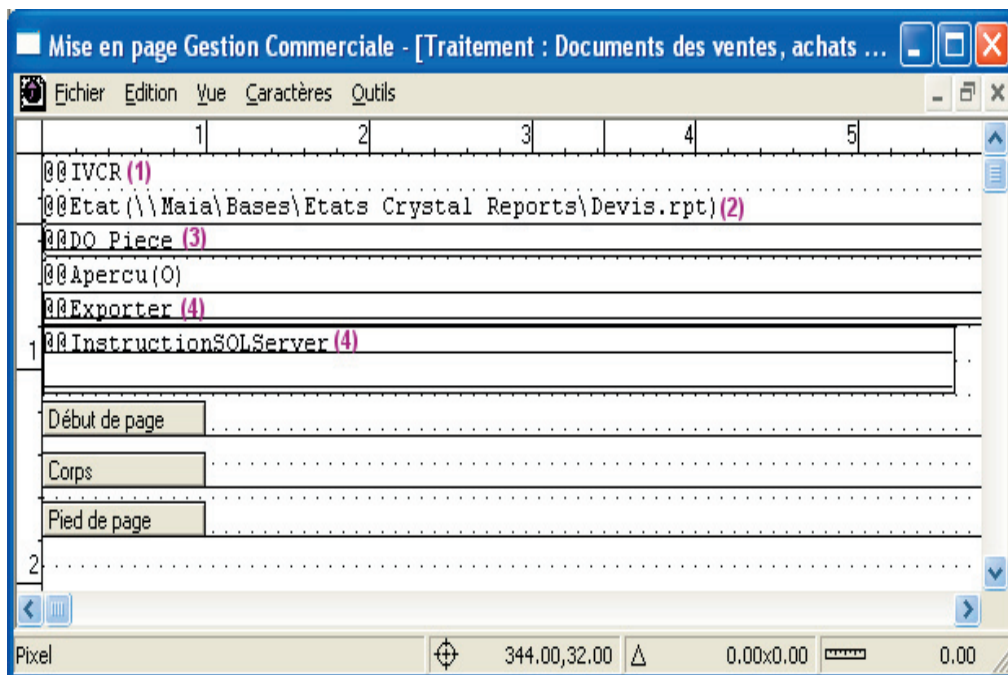 Mise en page Gestion Commerciale - [Traitement : Documents des ventes, achats ...
Fichier Edition Vue Caractères Outils
1 2 3 4 5
@@IVCR (1)
@@Etat(\\Maia\Bases\Etats Crystal Reports\Devis.rpt)(2)
@@DO_Piece (3)
@@Apercu(O)
@@Exporter (4)
1 @@InstructionSQLServer (4)
Début de page
Corps
Pied de page
2
Pixel 344.00,32.00 0.00x0.00 0.00